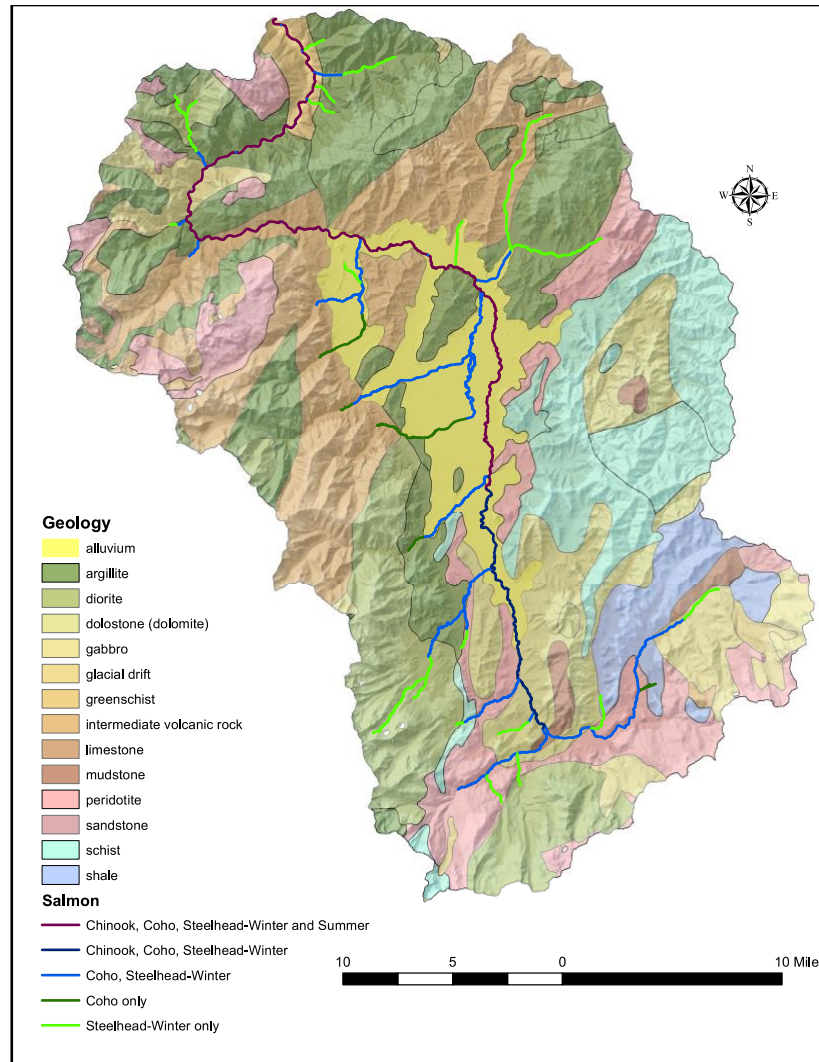 N
W E
S
Geology
alluvium
argillite
diorite
dolostone (dolomite)
gabbro
glacial drift
greenschist
intermediate volcanic rock
limestone
mudstone
peridotite
sandstone
schist
shale
Salmon
Chinook, Coho, Steelhead-Winter and Summer
Chinook, Coho, Steelhead-Winter
Coho, Steelhead-Winter
Coho only
Steelhead-Winter only
10 5 0 10 Mile